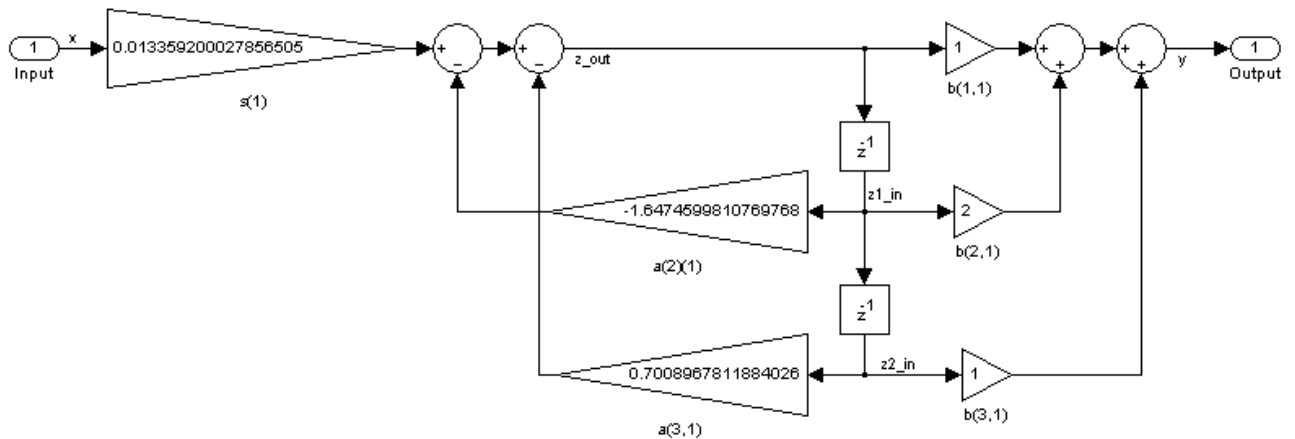 1
Input
x
0.013359200027856505
s(1)
+
−
+
−
z_out
1
b(1,1)
+
+
+
+
y
1
Output
z-1
-1.6474599810769768
a(2)(1)
z1_in
2
b(2,1)
z-1
0.7008967811884026
a(3,1)
z2_in
1
b(3,1)